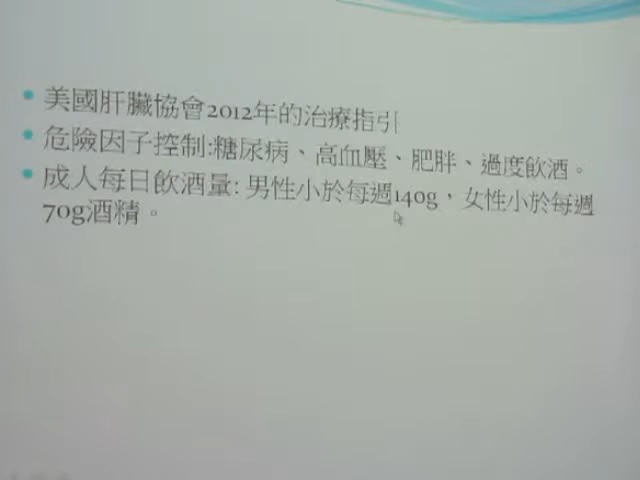 美國肝臟協會2012年的治療指引
危險因子控制:糖尿病、高血壓、肥胖、過度飲酒。
成人每日飲酒量: 男性小於每週140g，女性小於每週
70g酒精。